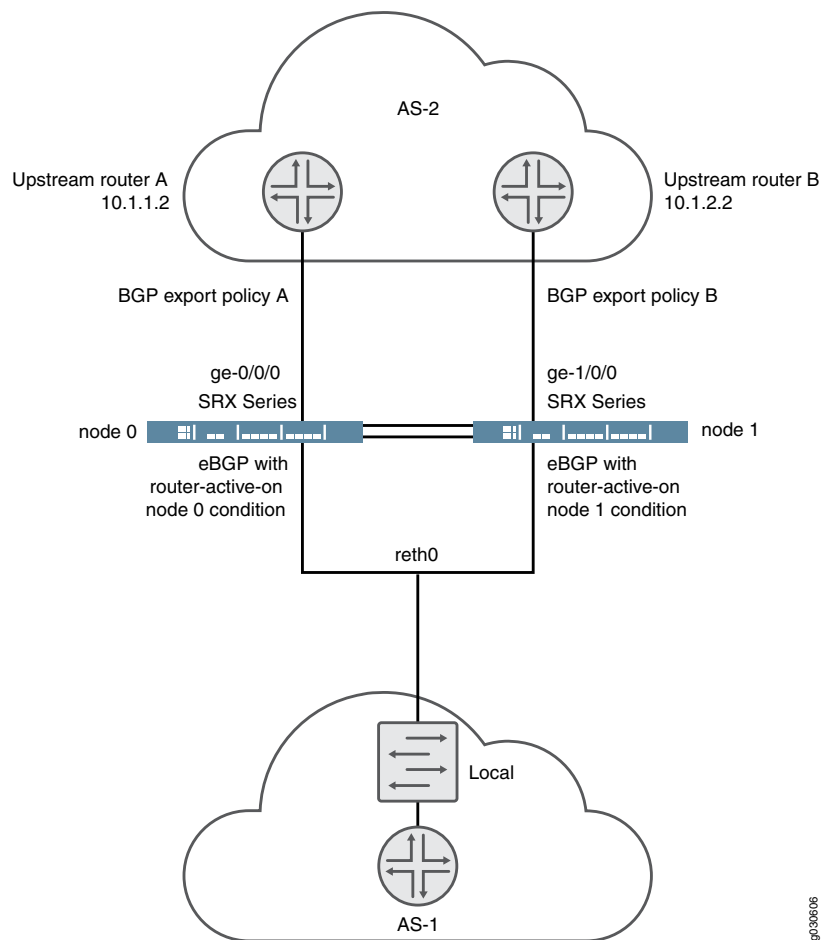 AS-2
Upstream router A
10.1.1.2
Upstream router B
10.1.2.2
BGP export policy A
BGP export policy B
ge-0/0/0
SRX Series
ge-1/0/0
SRX Series
node 0
node 1
eBGP with
router-active-on
node 0 condition
eBGP with
router-active-on
node 1 condition
reth0
Local
AS-1
g030606